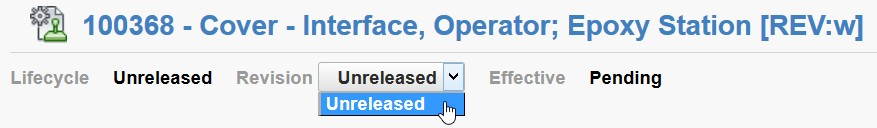 100368 - Cover - Interface, Operator; Epoxy Station [REV:w]
Lifecycle Unreleased Revision Unreleased Effective Pending
Unreleased